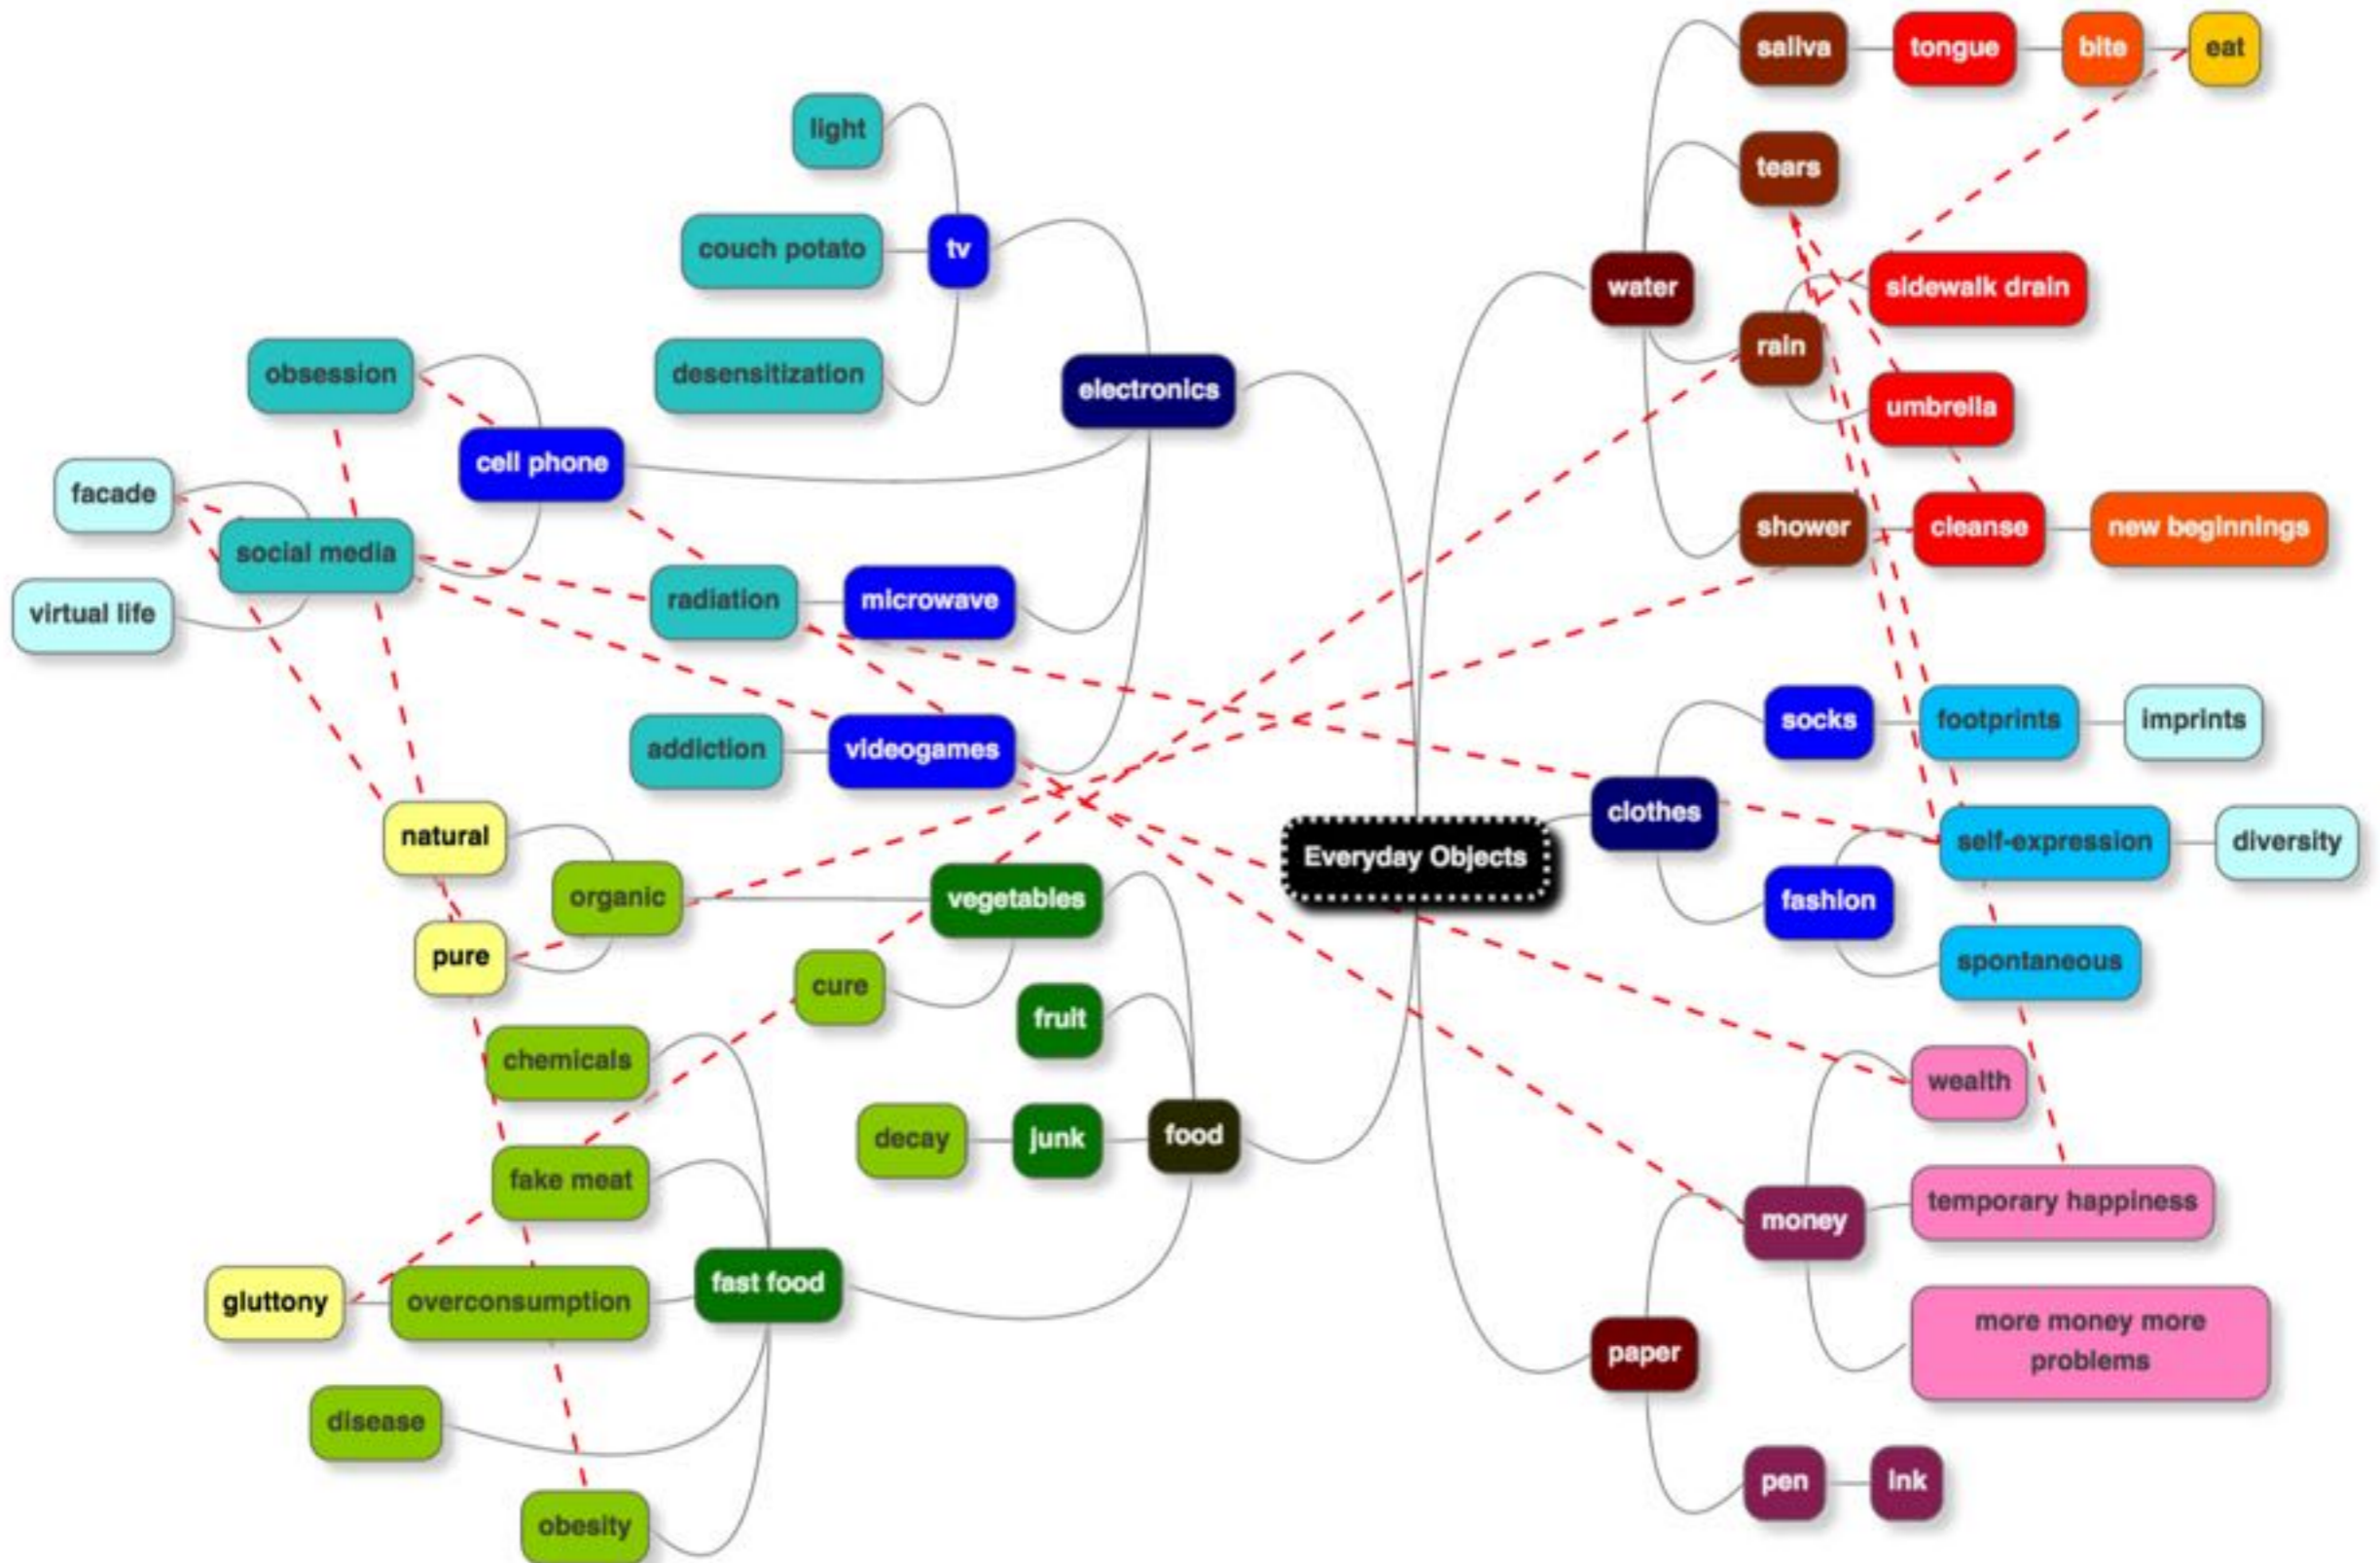 saliva
tongue
bite
eat
light
tears
couch potato
tv
water
sidewalk drain
rain
obsession
desensitization
electronics
umbrella
cell phone
facade
social media
shower
cleanse
new beginnings
virtual life
radiation
microwave
socks
footprints
imprints
addiction
videogames
clothes
natural
Everyday Objects
self-expression
diversity
organic
vegetables
fashion
pure
cure
spontaneous
chemicals
fruit
wealth
decay
junk
food
fake meat
money
temporary happiness
gluttony
overconsumption
fast food
more money more
problems
paper
disease
pen
Ink
obesity